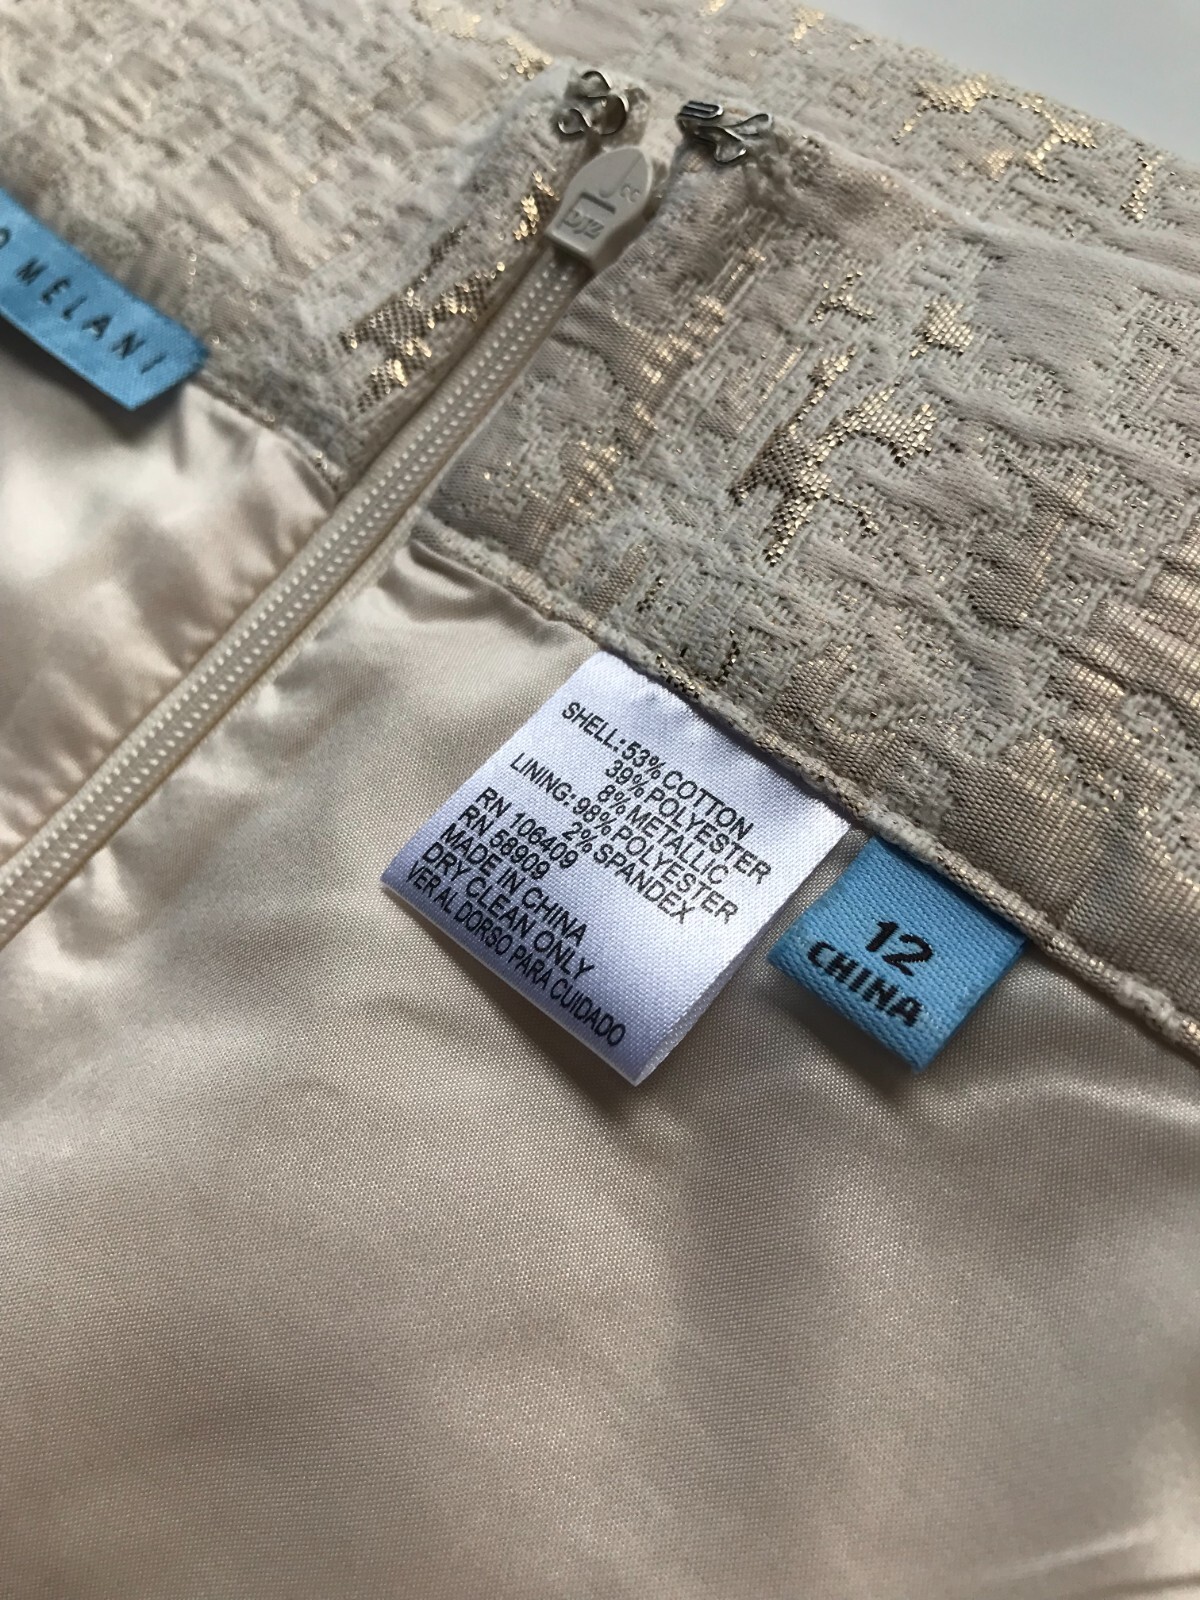 MELANI
SHELL: 53% COTTON
39% POLYESTER
8% METALLIC
LINING: 98% POLYESTER
2% SPANDEX
RN 106409
RN 58909
MADE IN CHINA
DRY CLEAN ONLY
VER AL DORSO PARA CUIDADO
12
CHINA